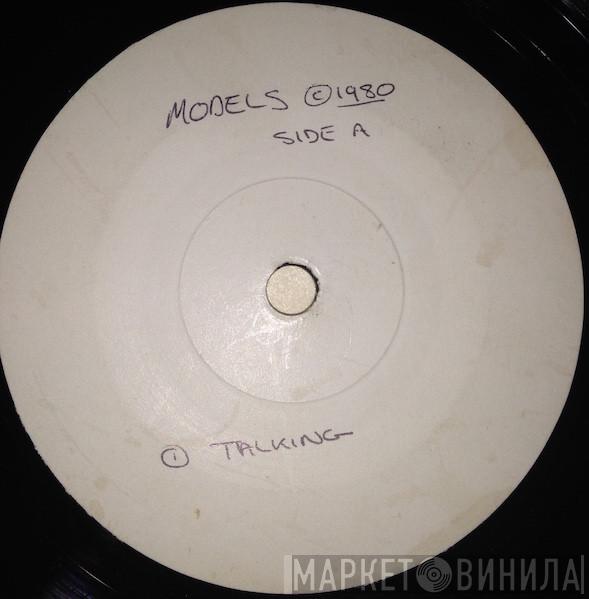 MODELS ©1980
SIDE A
① TALKING
МАРКЕТ ВИНИЛА